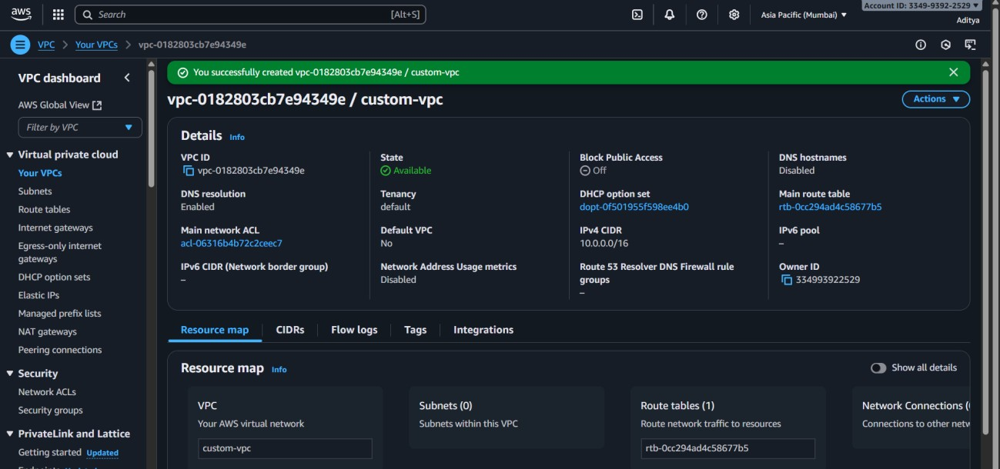 aws
Search [Alt+S]
Asia Pacific (Mumbai) ▼
Account ID: 3349-9392-2529 ▼
Aditya
VPC > Your VPCs > vpc-0182803cb7e94349e
VPC dashboard
AWS Global View
Filter by VPC
Virtual private cloud
Your VPCs
Subnets
Route tables
Internet gateways
Egress-only internet
gateways
DHCP option sets
Elastic IPs
Managed prefix lists
NAT gateways
Peering connections
Security
Network ACLs
Security groups
PrivateLink and Lattice
Getting started Updated
You successfully created vpc-0182803cb7e94349e / custom-vpc
vpc-0182803cb7e94349e / custom-vpc
Actions ▼
Details Info
VPC ID
vpc-0182803cb7e94349e
State
Available
Block Public Access
Off
DNS hostnames
Disabled
DNS resolution
Enabled
Tenancy
default
DHCP option set
dopt-0f501955f598ee4b0
Main route table
rtb-0cc294ad4c58677b5
Main network ACL
acl-06316b4b72c2ceec7
Default VPC
No
IPv4 CIDR
10.0.0.0/16
IPv6 pool
–
IPv6 CIDR (Network border group)
–
Network Address Usage metrics
Disabled
Route 53 Resolver DNS Firewall rule
groups
–
Owner ID
334993922529
Resource map
CIDRs
Flow logs
Tags
Integrations
Resource map Info
Show all details
VPC
Your AWS virtual network
custom-vpc
Subnets (0)
Subnets within this VPC
Route tables (1)
Route network traffic to resources
rtb-0cc294ad4c58677b5
Network Connections (
Connections to other netw